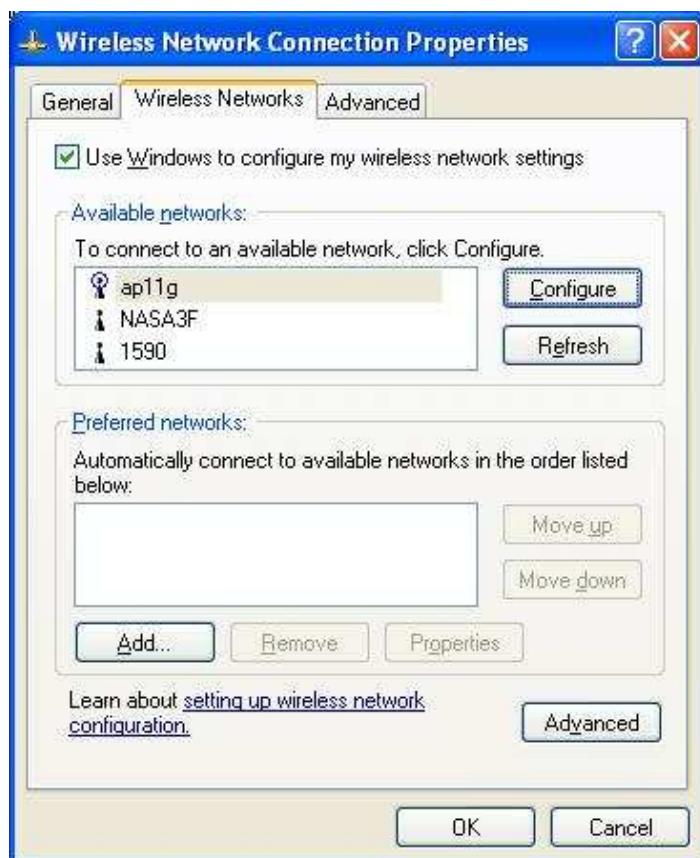 Wireless Network Connection Properties
General Wireless Networks Advanced
Use Windows to configure my wireless network settings
Available networks:
To connect to an available network, click Configure.
ap11g
Configure
NASA3F
1590
Refresh
Preferred networks:
Automatically connect to available networks in the order listed
below:
Move up
Move down
Add... Remove Properties
Learn about setting up wireless network
configuration.
Advanced
OK Cancel